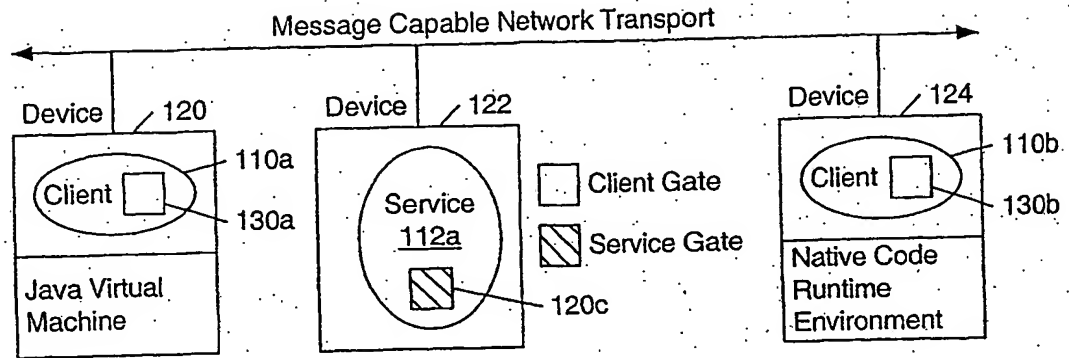 Message Capable Network Transport
Device 120
110a
Client
130a
Java Virtual
Machine
Device 122
Service
112a
120c
Client Gate
Service Gate
Device 124
110b
Client
130b
Native Code
Runtime
Environment